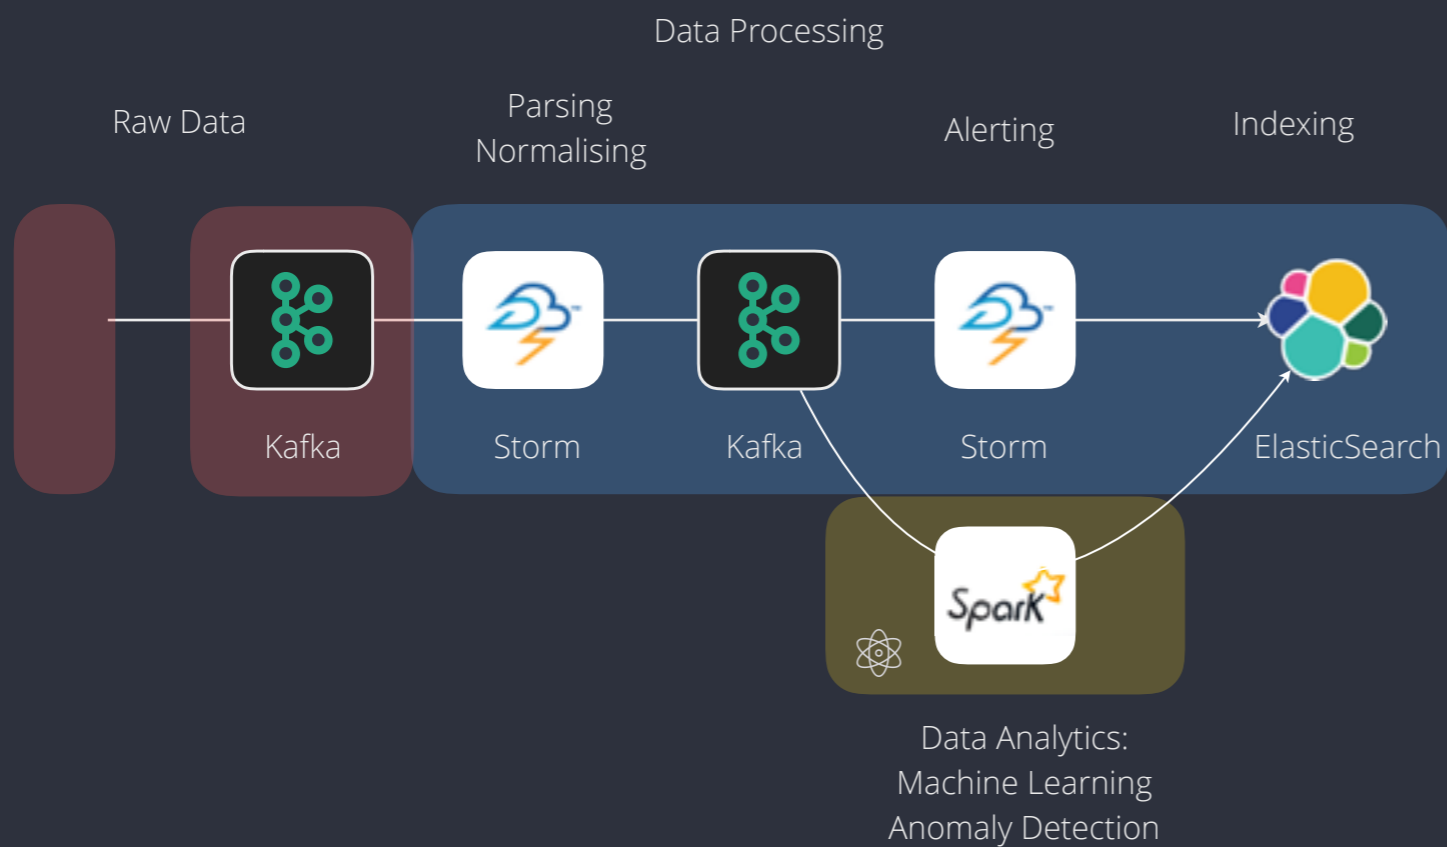 Data Processing
Raw Data
Parsing
Normalising
Alerting
Indexing
Kafka
Storm
Kafka
Storm
ElasticSearch
Spark
Data Analytics:
Machine Learning
Anomaly Detection